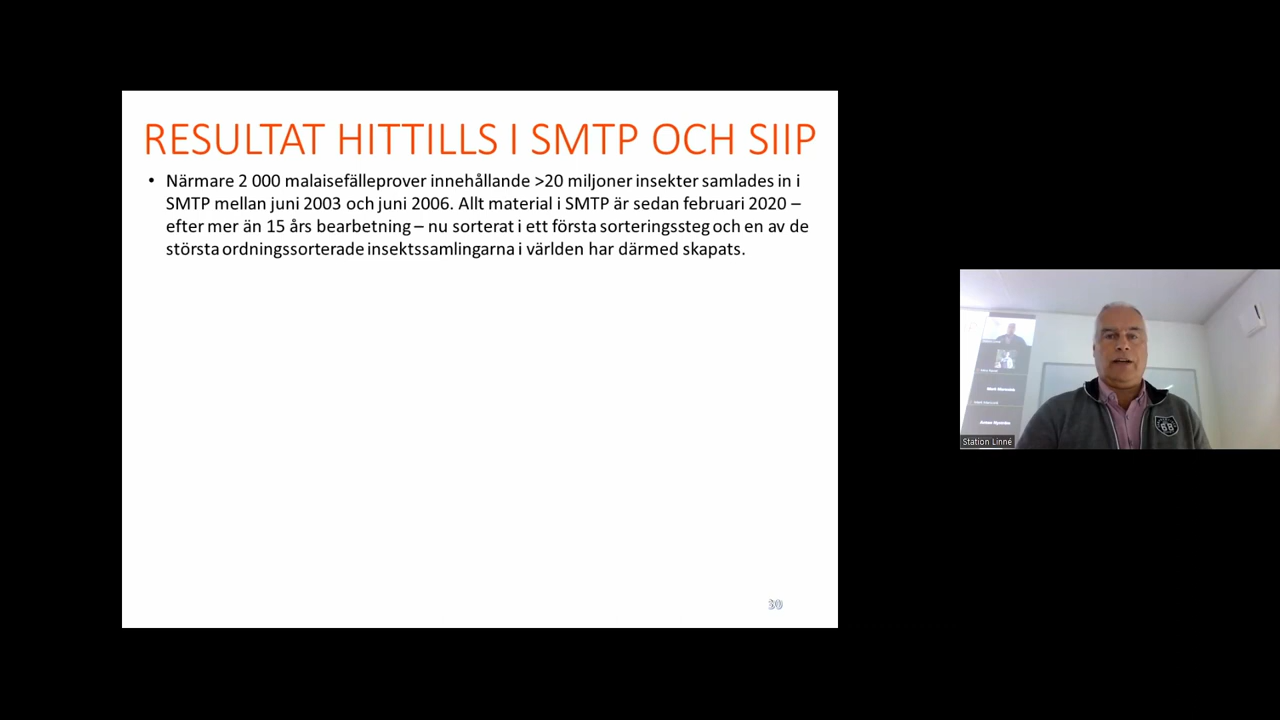 RESULTAT HITTILLS I SMTP OCH SIIP
• Närmare 2 000 malaisefälleprover innehållande >20 miljoner insekter samlades in i
SMTP mellan juni 2003 och juni 2006. Allt material i SMTP är sedan februari 2020 –
efter mer än 15 års bearbetning – nu sorterat i ett första sorteringssteg och en av de
största ordningssorterade insektssamlingarna i världen har därmed skapats.
30
Station Linné